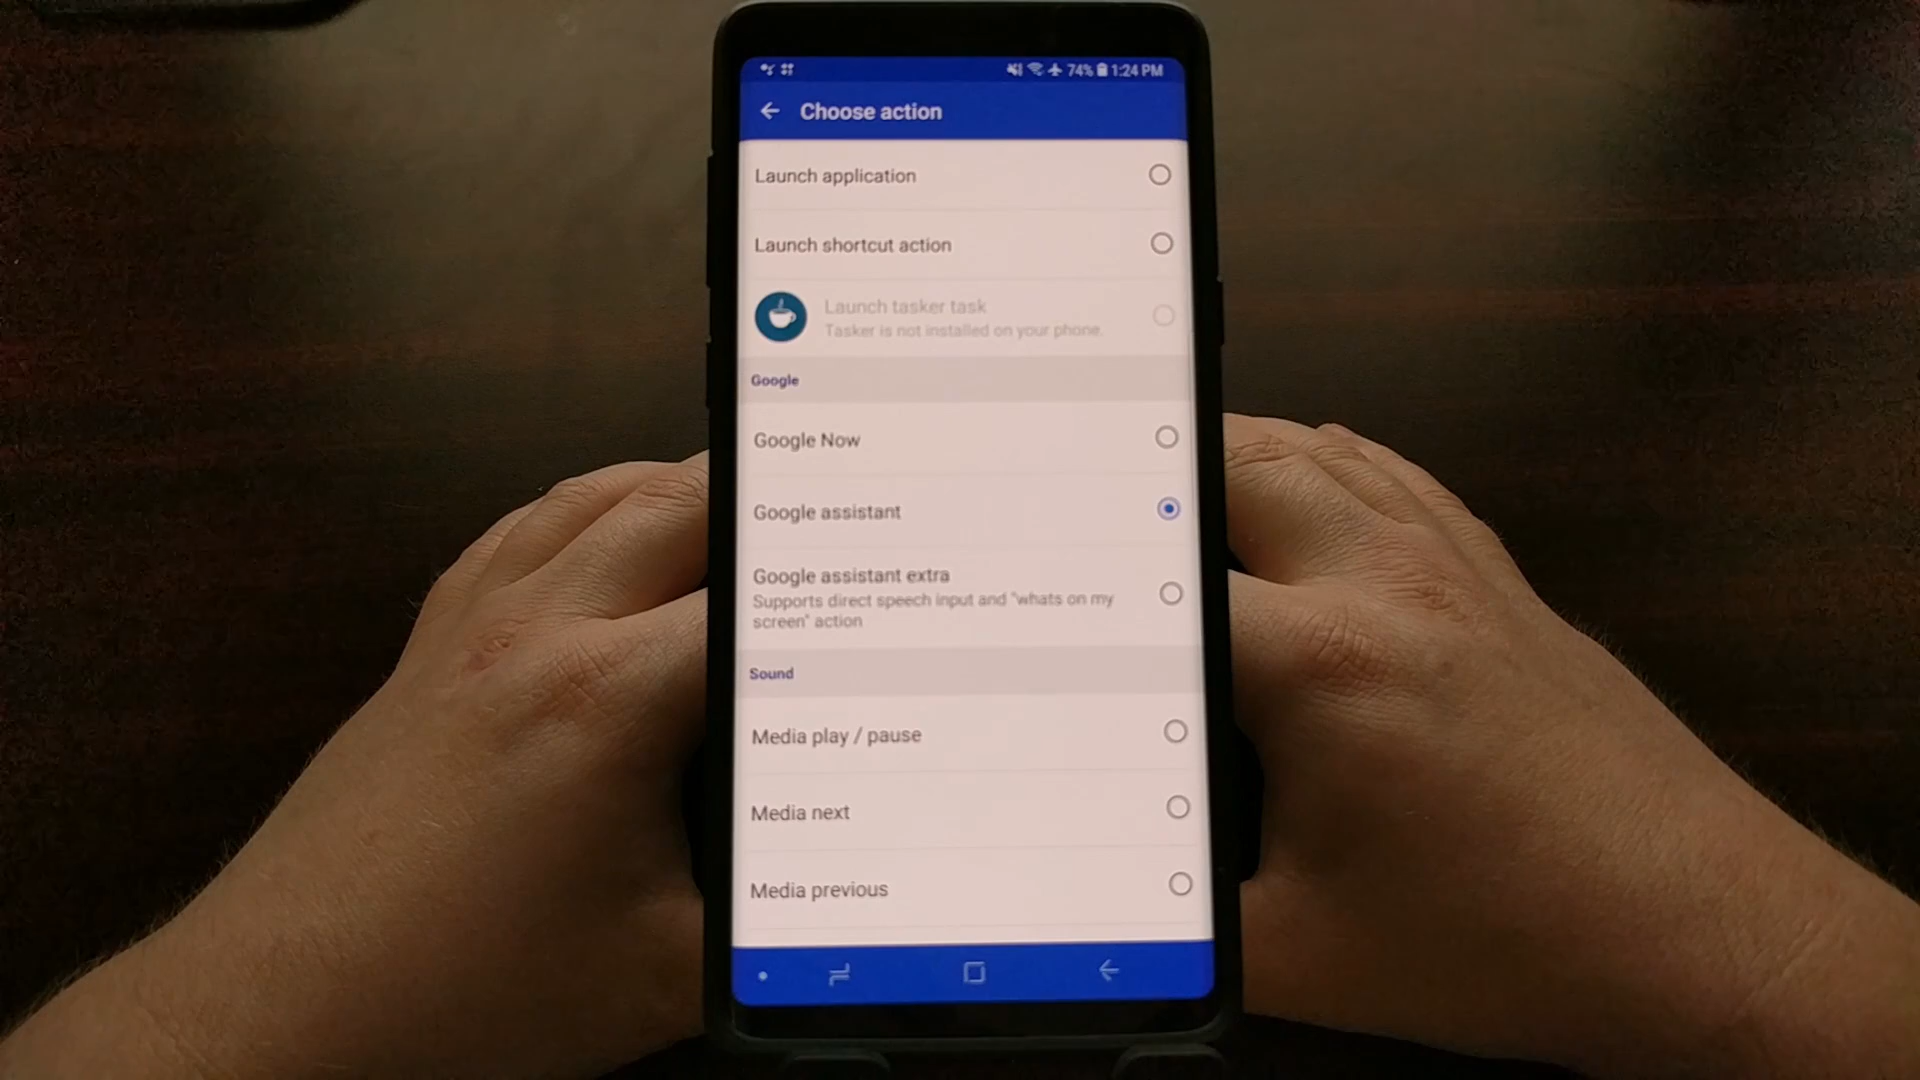 74% 1:24 PM
Choose action
Launch application
Launch shortcut action
Launch tasker task
Tasker is not installed on your phone.
Google
Google Now
Google assistant
Google assistant extra
Supports direct speech input and "whats on my
screen" action
Sound
Media play / pause
Media next
Media previous